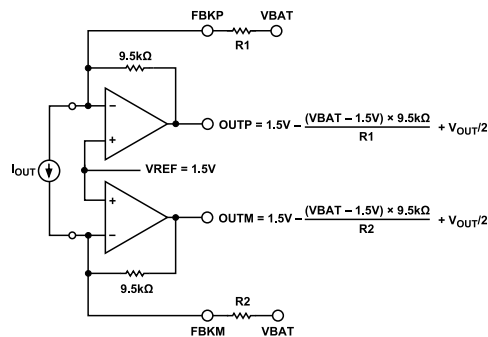 FBKP VBAT
R1
9.5kΩ
−
+
OUTP = 1.5V – (VBAT – 1.5V) × 9.5kΩ / R1 + VOUT/2
IOUT
VREF = 1.5V
+
−
OUTM = 1.5V – (VBAT – 1.5V) × 9.5kΩ / R2 + VOUT/2
9.5kΩ
R2
FBKM VBAT